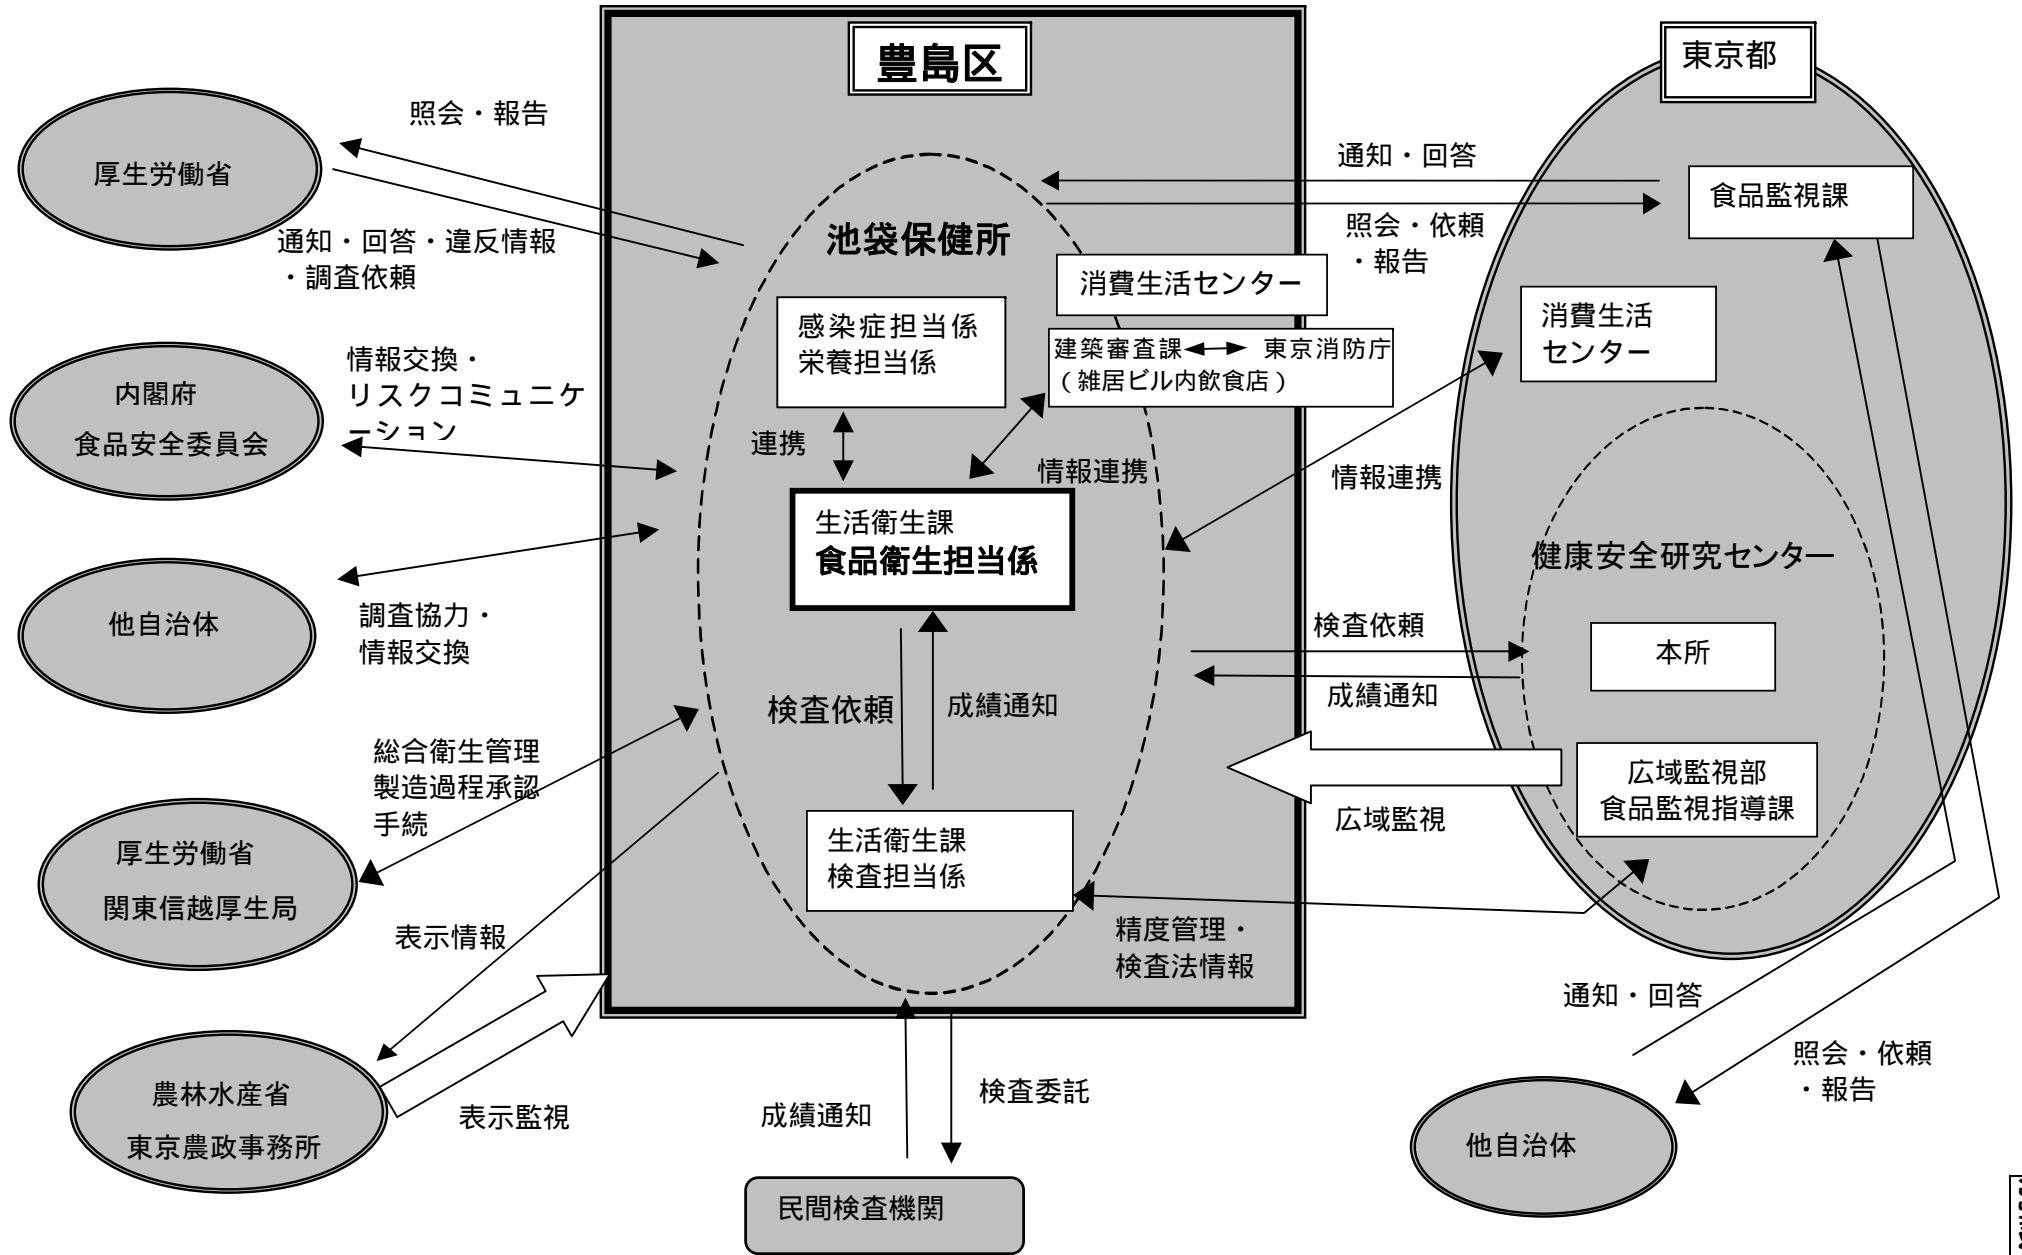 豊島区
東京都
照会・報告
厚生労働省
通知・回答・違反情報
・調査依頼
通知・回答
食品監視課
照会・依頼
・報告
池袋保健所
消費生活センター
感染症担当係
栄養担当係
建築審査課
東京消防庁
(雑居ビル内飲食店)
消費生活
センター
情報交換・
リスクコミュニケ
ーション
内閣府
食品安全委員会
連携
情報連携
情報連携
生活衛生課
食品衛生担当係
健康安全研究センター
他自治体
調査協力・
情報交換
検査依頼
本所
成績通知
検査依頼
成績通知
総合衛生管理
製造過程承認
手続
広域監視部
食品監視指導課
広域監視
厚生労働省
関東信越厚生局
生活衛生課
検査担当係
精度管理・
検査法情報
表示情報
通知・回答
照会・依頼
・報告
農林水産省
東京農政事務所
表示監視
成績通知
検査委託
他自治体
民間検査機関